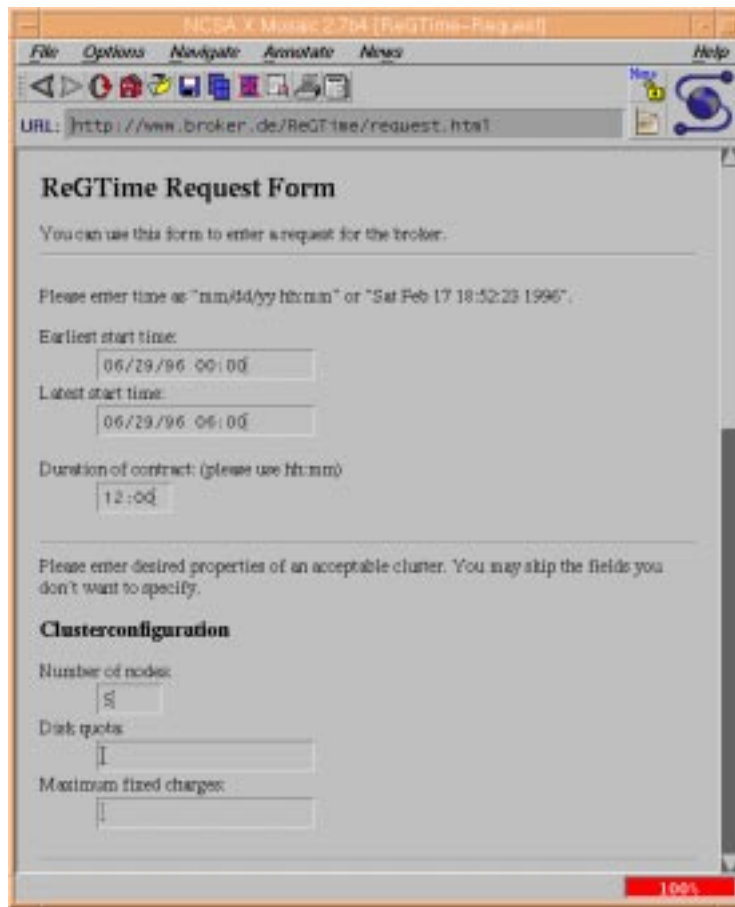 NCSA X Mosaic 2.7b4 [ReGTime-Request]
File Options Navigate Annotate News Help
URL: http://www.broker.de/ReGTime/request.html
ReGTime Request Form
You can use this form to enter a request for the broker.
Please enter time as "mm/dd/yy hh:mm" or "Sat Feb 17 18:52:23 1996".
Earliest start time:
06/29/96 00:00
Latest start time:
06/29/96 06:00
Duration of contract: (please use hh:mm)
12:00
Please enter desired properties of an acceptable cluster. You may skip the fields you
don't want to specify.
Clusterconfiguration
Number of nodes:
Disk quota:
Maximum fixed charges:
100%